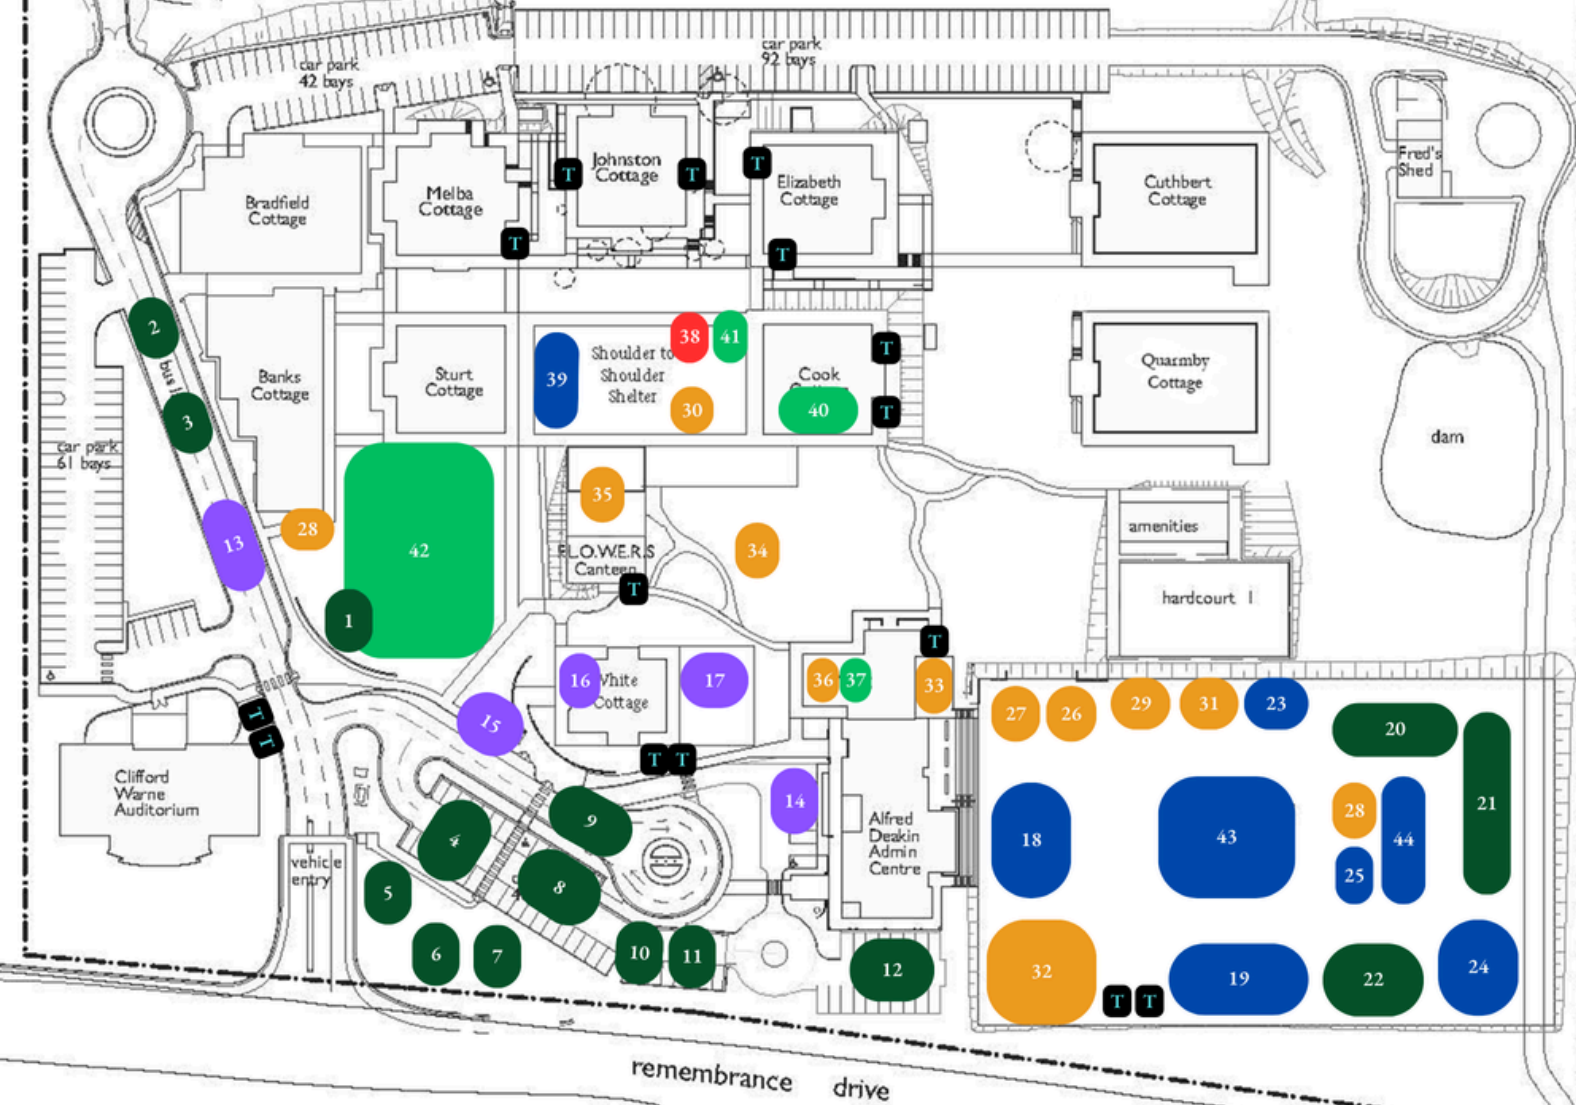 car park
92 bays
car park
42 bays
Johnston
Cottage
T
T
T
Fred's
Shed
Elizabeth
Cottage
Cuthbert
Cottage
Melba
Cottage
Bradfield
Cottage
T
T
2
bus
38
41
Shoulder to
Shoulder
Shelter
39
T
Cook
Quarmby
Cottage
Sturt
Cottage
Banks
Cottage
30
40
T
3
dam
car park
61 bays
35
28
amenities
13
42
34
F.L.O.W.E.R.S
Canteen
T
hardcourt 1
1
T
16
White
Cottage
17
36
37
33
27
26
29
31
23
T
T
15
20
T
T
Clifford
Warne
Auditorium
14
21
4
9
Alfred
Deakin
Admin
Centre
18
43
28
44
25
vehicle
entry
5
8
6
7
10
11
12
32
T
T
19
22
24
remembrance drive